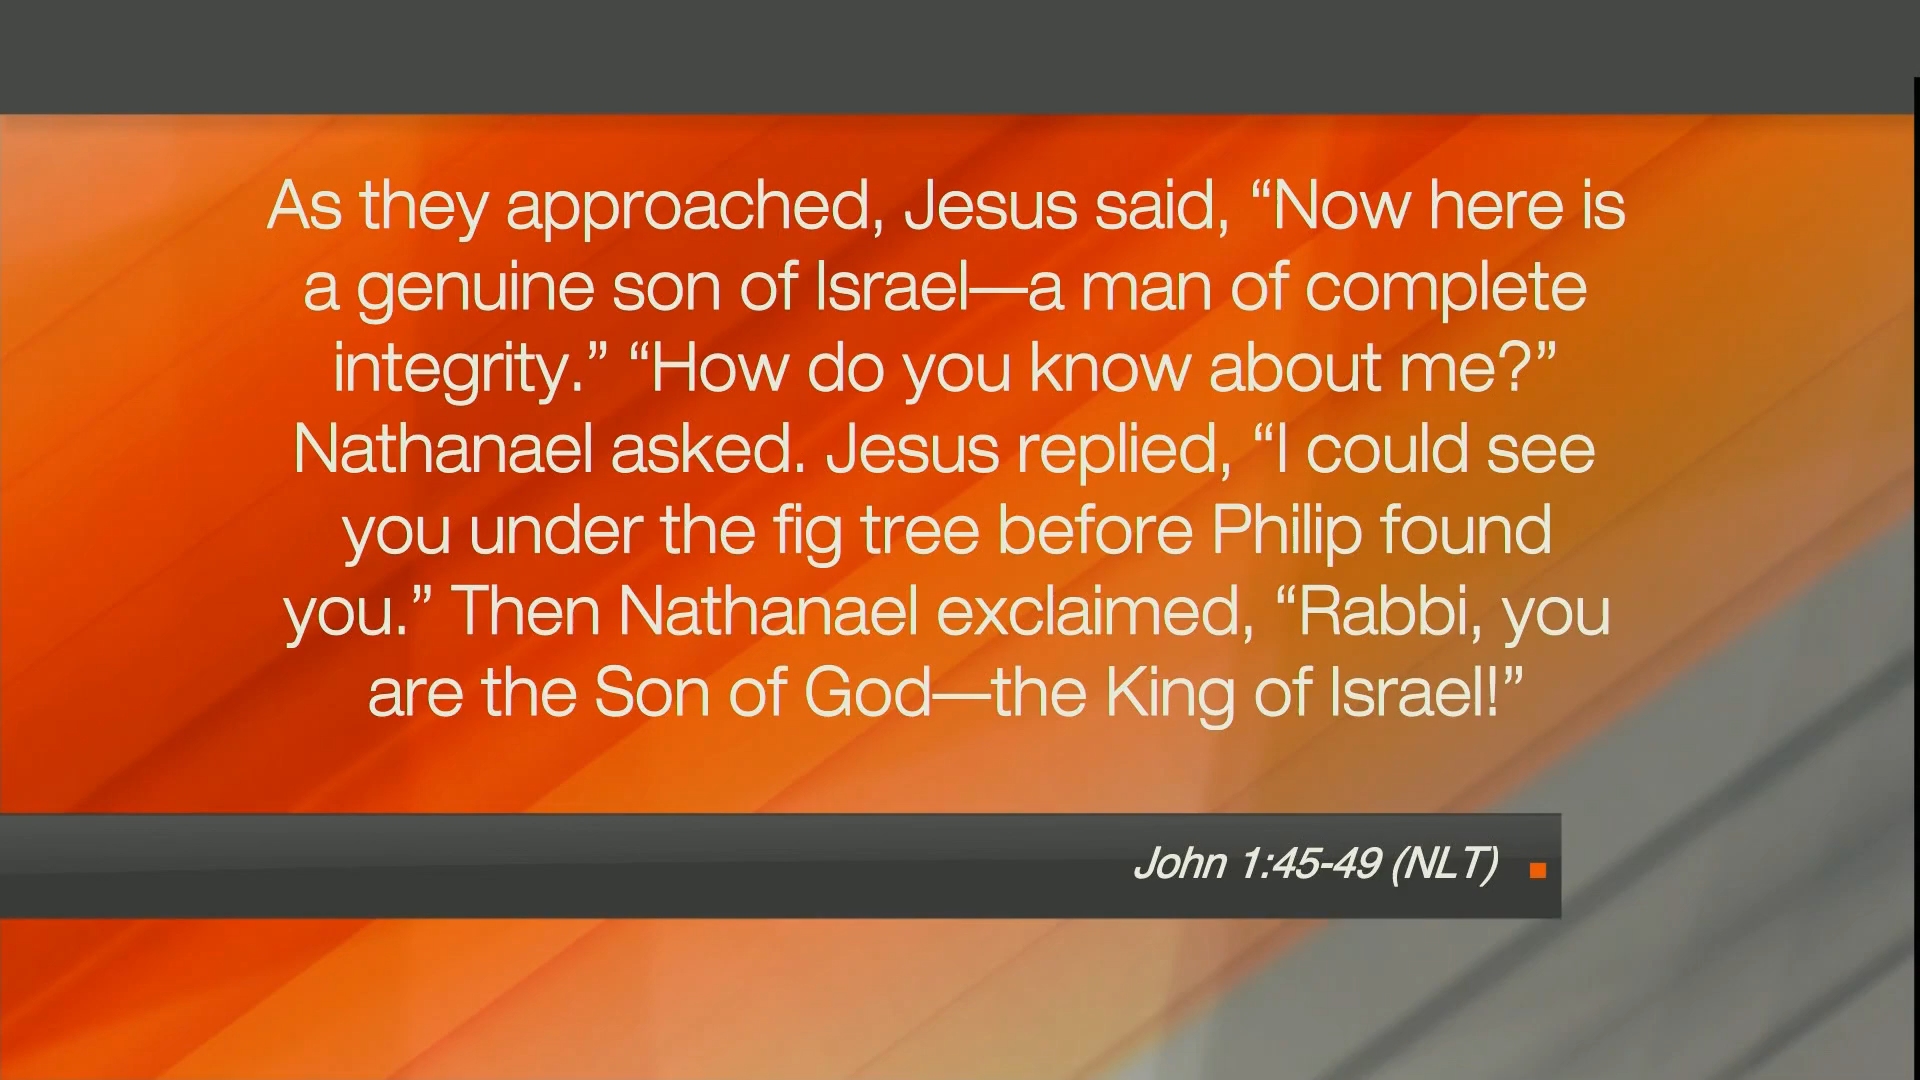 As they approached, Jesus said, “Now here is
a genuine son of Israel—a man of complete
integrity.” “How do you know about me?”
Nathanael asked. Jesus replied, “I could see
you under the fig tree before Philip found
you.” Then Nathanael exclaimed, “Rabbi, you
are the Son of God—the King of Israel!”
John 1:45-49 (NLT)